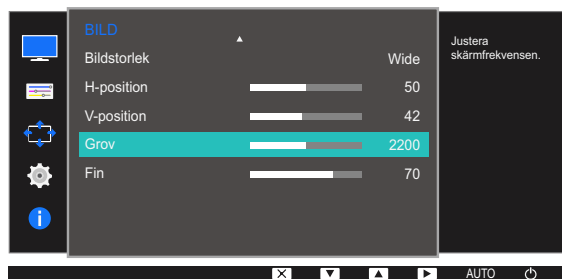 BILD
Bildstorlek Wide
H-position 50
V-position 42
Grov 2200
Fin 70
Justera
skärmfrekvensen.
AUTO